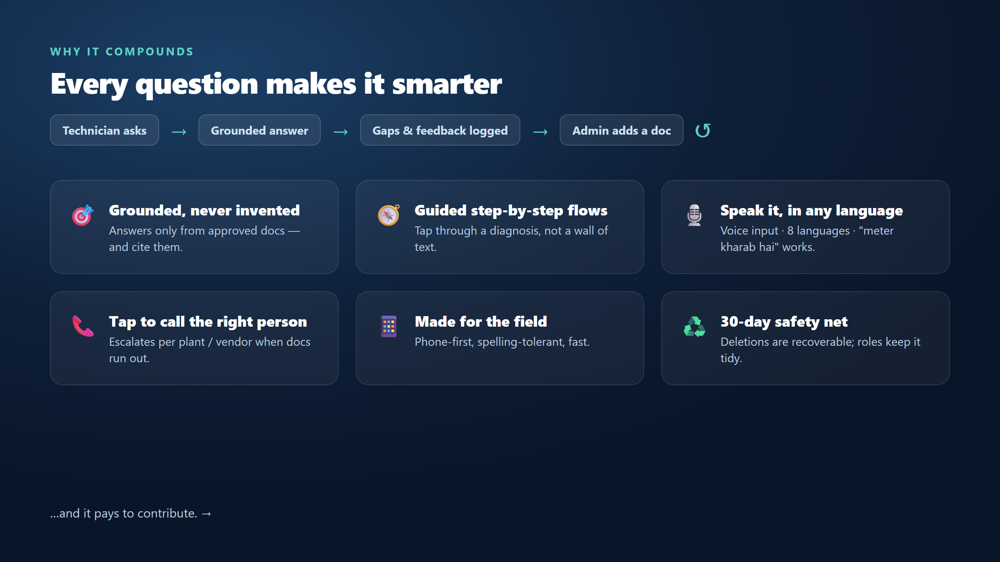 WHY IT COMPOUNDS
Every question makes it smarter
Technician asks → Grounded answer → Gaps & feedback logged → Admin adds a doc ↺
Grounded, never invented
Answers only from approved docs —
and cite them.
Guided step-by-step flows
Tap through a diagnosis, not a wall of
text.
Speak it, in any language
Voice input · 8 languages · "meter
kharab hai" works.
Tap to call the right person
Escalates per plant / vendor when docs
run out.
Made for the field
Phone-first, spelling-tolerant, fast.
30-day safety net
Deletions are recoverable; roles keep it
tidy.
...and it pays to contribute. →